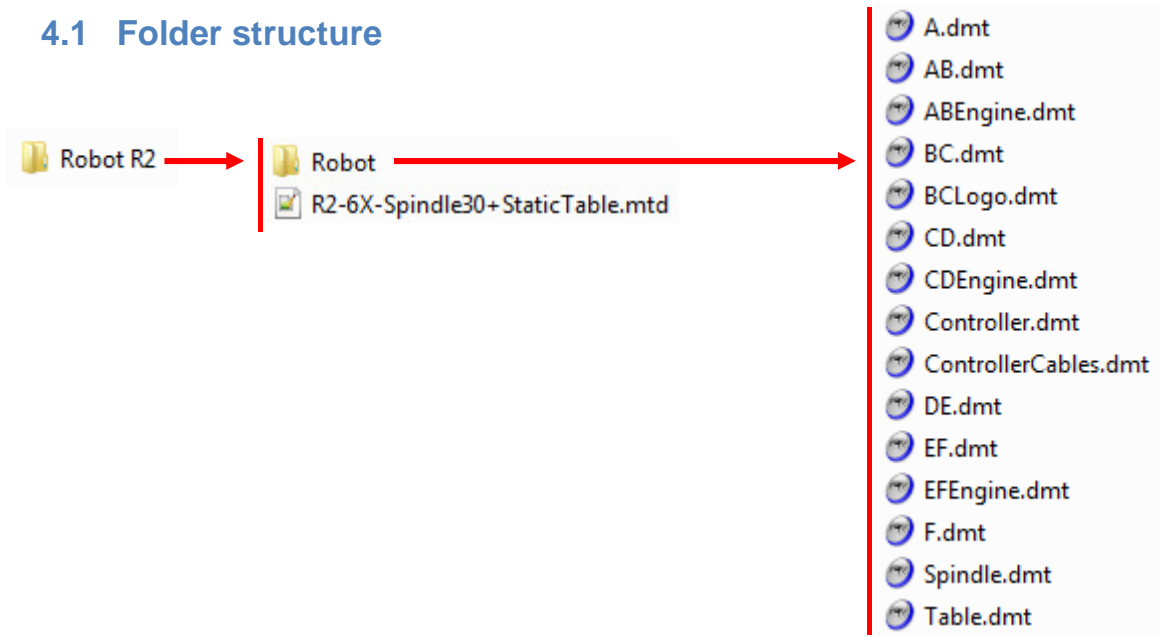 4.1 Folder structure
Robot R2
Robot
R2-6X-Spindle30+StaticTable.mtd
A.dmt
AB.dmt
ABEngine.dmt
BC.dmt
BCLogo.dmt
CD.dmt
CDEngine.dmt
Controller.dmt
ControllerCables.dmt
DE.dmt
EF.dmt
EFEngine.dmt
F.dmt
Spindle.dmt
Table.dmt